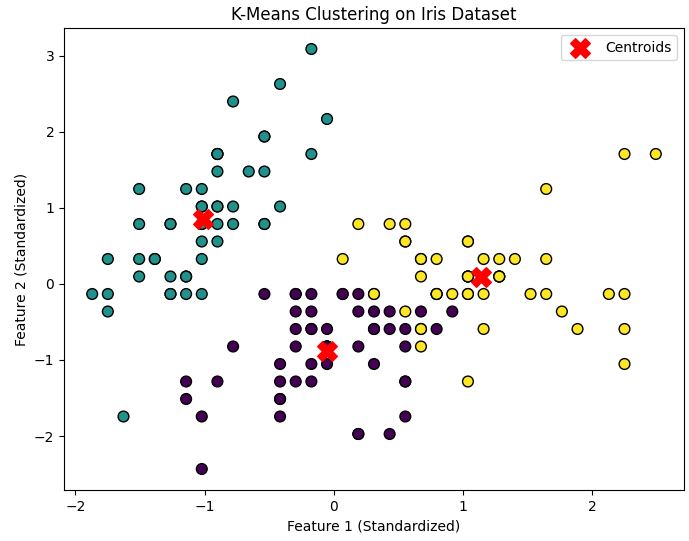 K-Means Clustering on Iris Dataset
Centroids
3
2
1
0
−1
−2
Feature 2 (Standardized)
−2 −1 0 1 2
Feature 1 (Standardized)